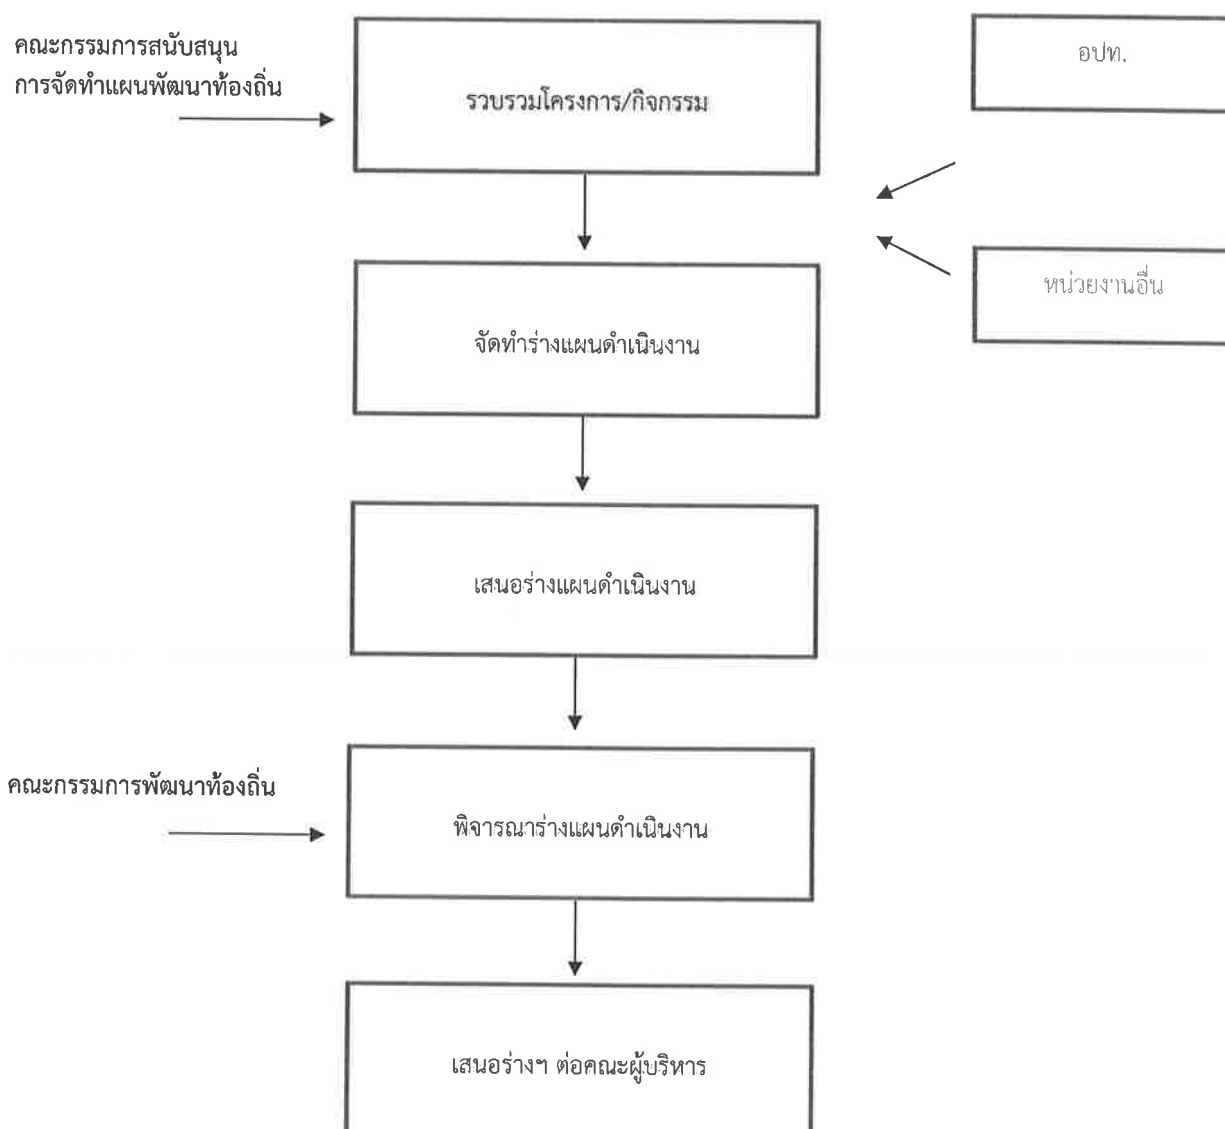 คณะกรรมการสนับสนุน
การจัดทำแผนพัฒนาท้องถิ่น
รวบรวมโครงการ/กิจกรรม
อปท.
หน่วยงานอื่น
จัดทำร่างแผนดำเนินงาน
เสนอร่างแผนดำเนินงาน
คณะกรรมการพัฒนาท้องถิ่น
พิจารณาร่างแผนดำเนินงาน
เสนอร่างฯ ต่อคณะผู้บริหาร